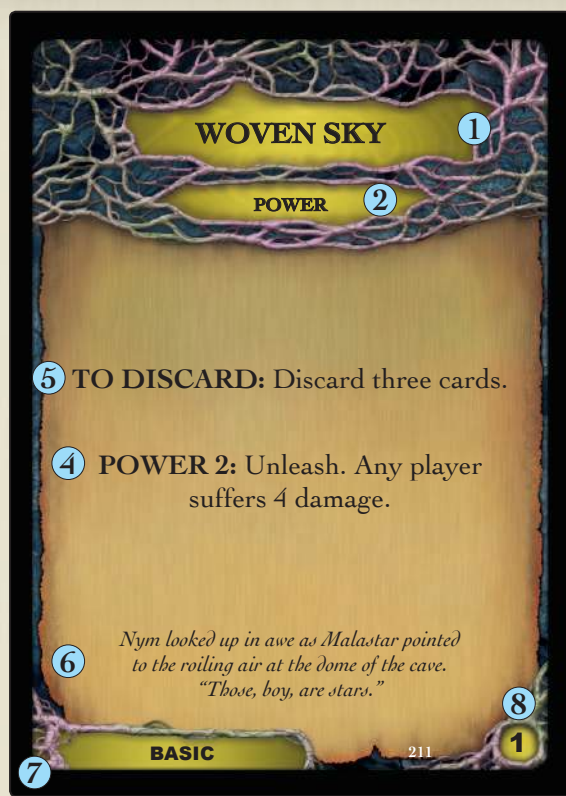 WOVEN SKY 1
POWER 2
5 TO DISCARD: Discard three cards.
4 POWER 2: Unleash. Any player
suffers 4 damage.
Nym looked up in awe as Malastar pointed
6 to the roiling air at the dome of the cave.
"Those, boy, are stars."
8
BASIC 211 1
7